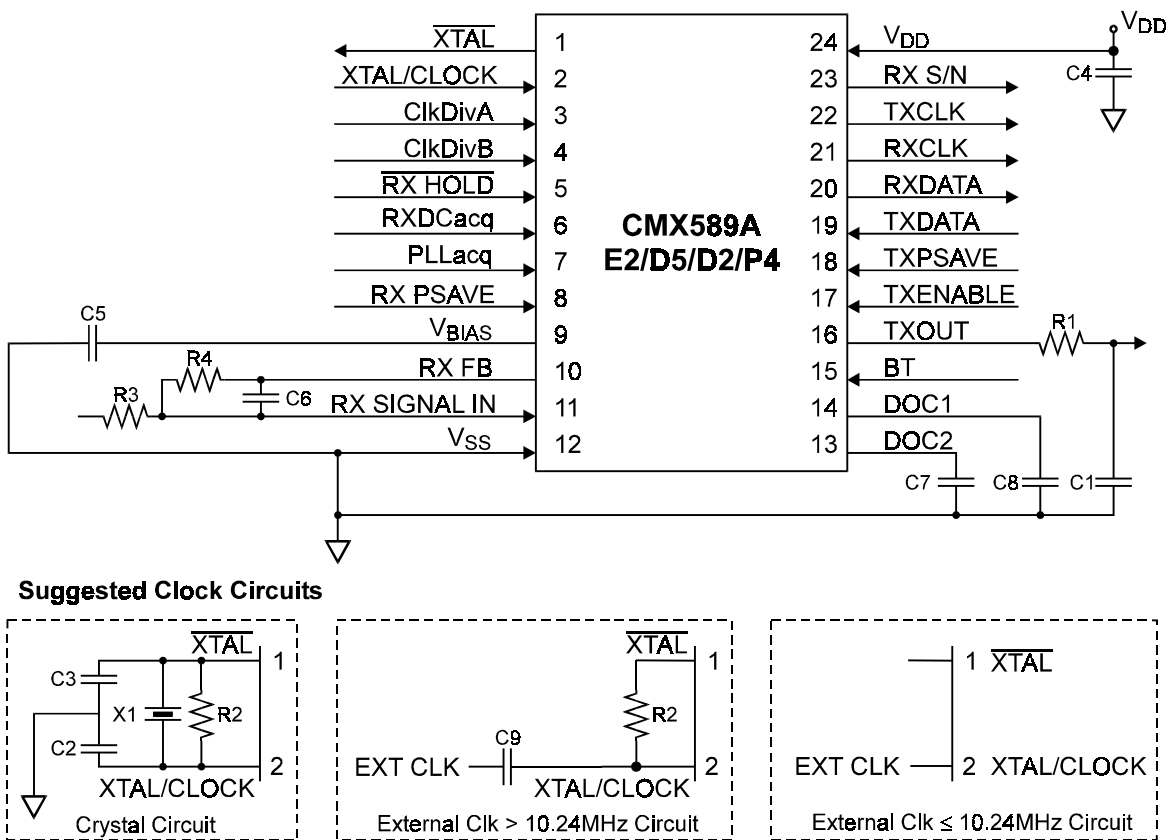 XTAL 1 24 VDD VDD
XTAL/CLOCK 2 23 RX S/N C4
ClkDivA 3 22 TXCLK
ClkDivB 4 21 RXCLK
RX HOLD 5 20 RXDATA
RXDCacq 6 CMX589A 19 TXDATA
PLLacq 7 E2/D5/D2/P4 18 TXPSAVE
RX PSAVE 8 17 TXENABLE
C5 VBIAS 9 16 TXOUT R1
R4 RX FB 10 15 BT
R3 C6 RX SIGNAL IN 11 14 DOC1
VSS 12 13 DOC2
C7 C8 C1
Suggested Clock Circuits
XTAL 1
C3
X1 R2
C2
2
XTAL/CLOCK
Crystal Circuit
XTAL 1
R2
C9
EXT CLK 2
XTAL/CLOCK
External Clk > 10.24MHz Circuit
1 XTAL
EXT CLK 2 XTAL/CLOCK
External Clk ≤ 10.24MHz Circuit